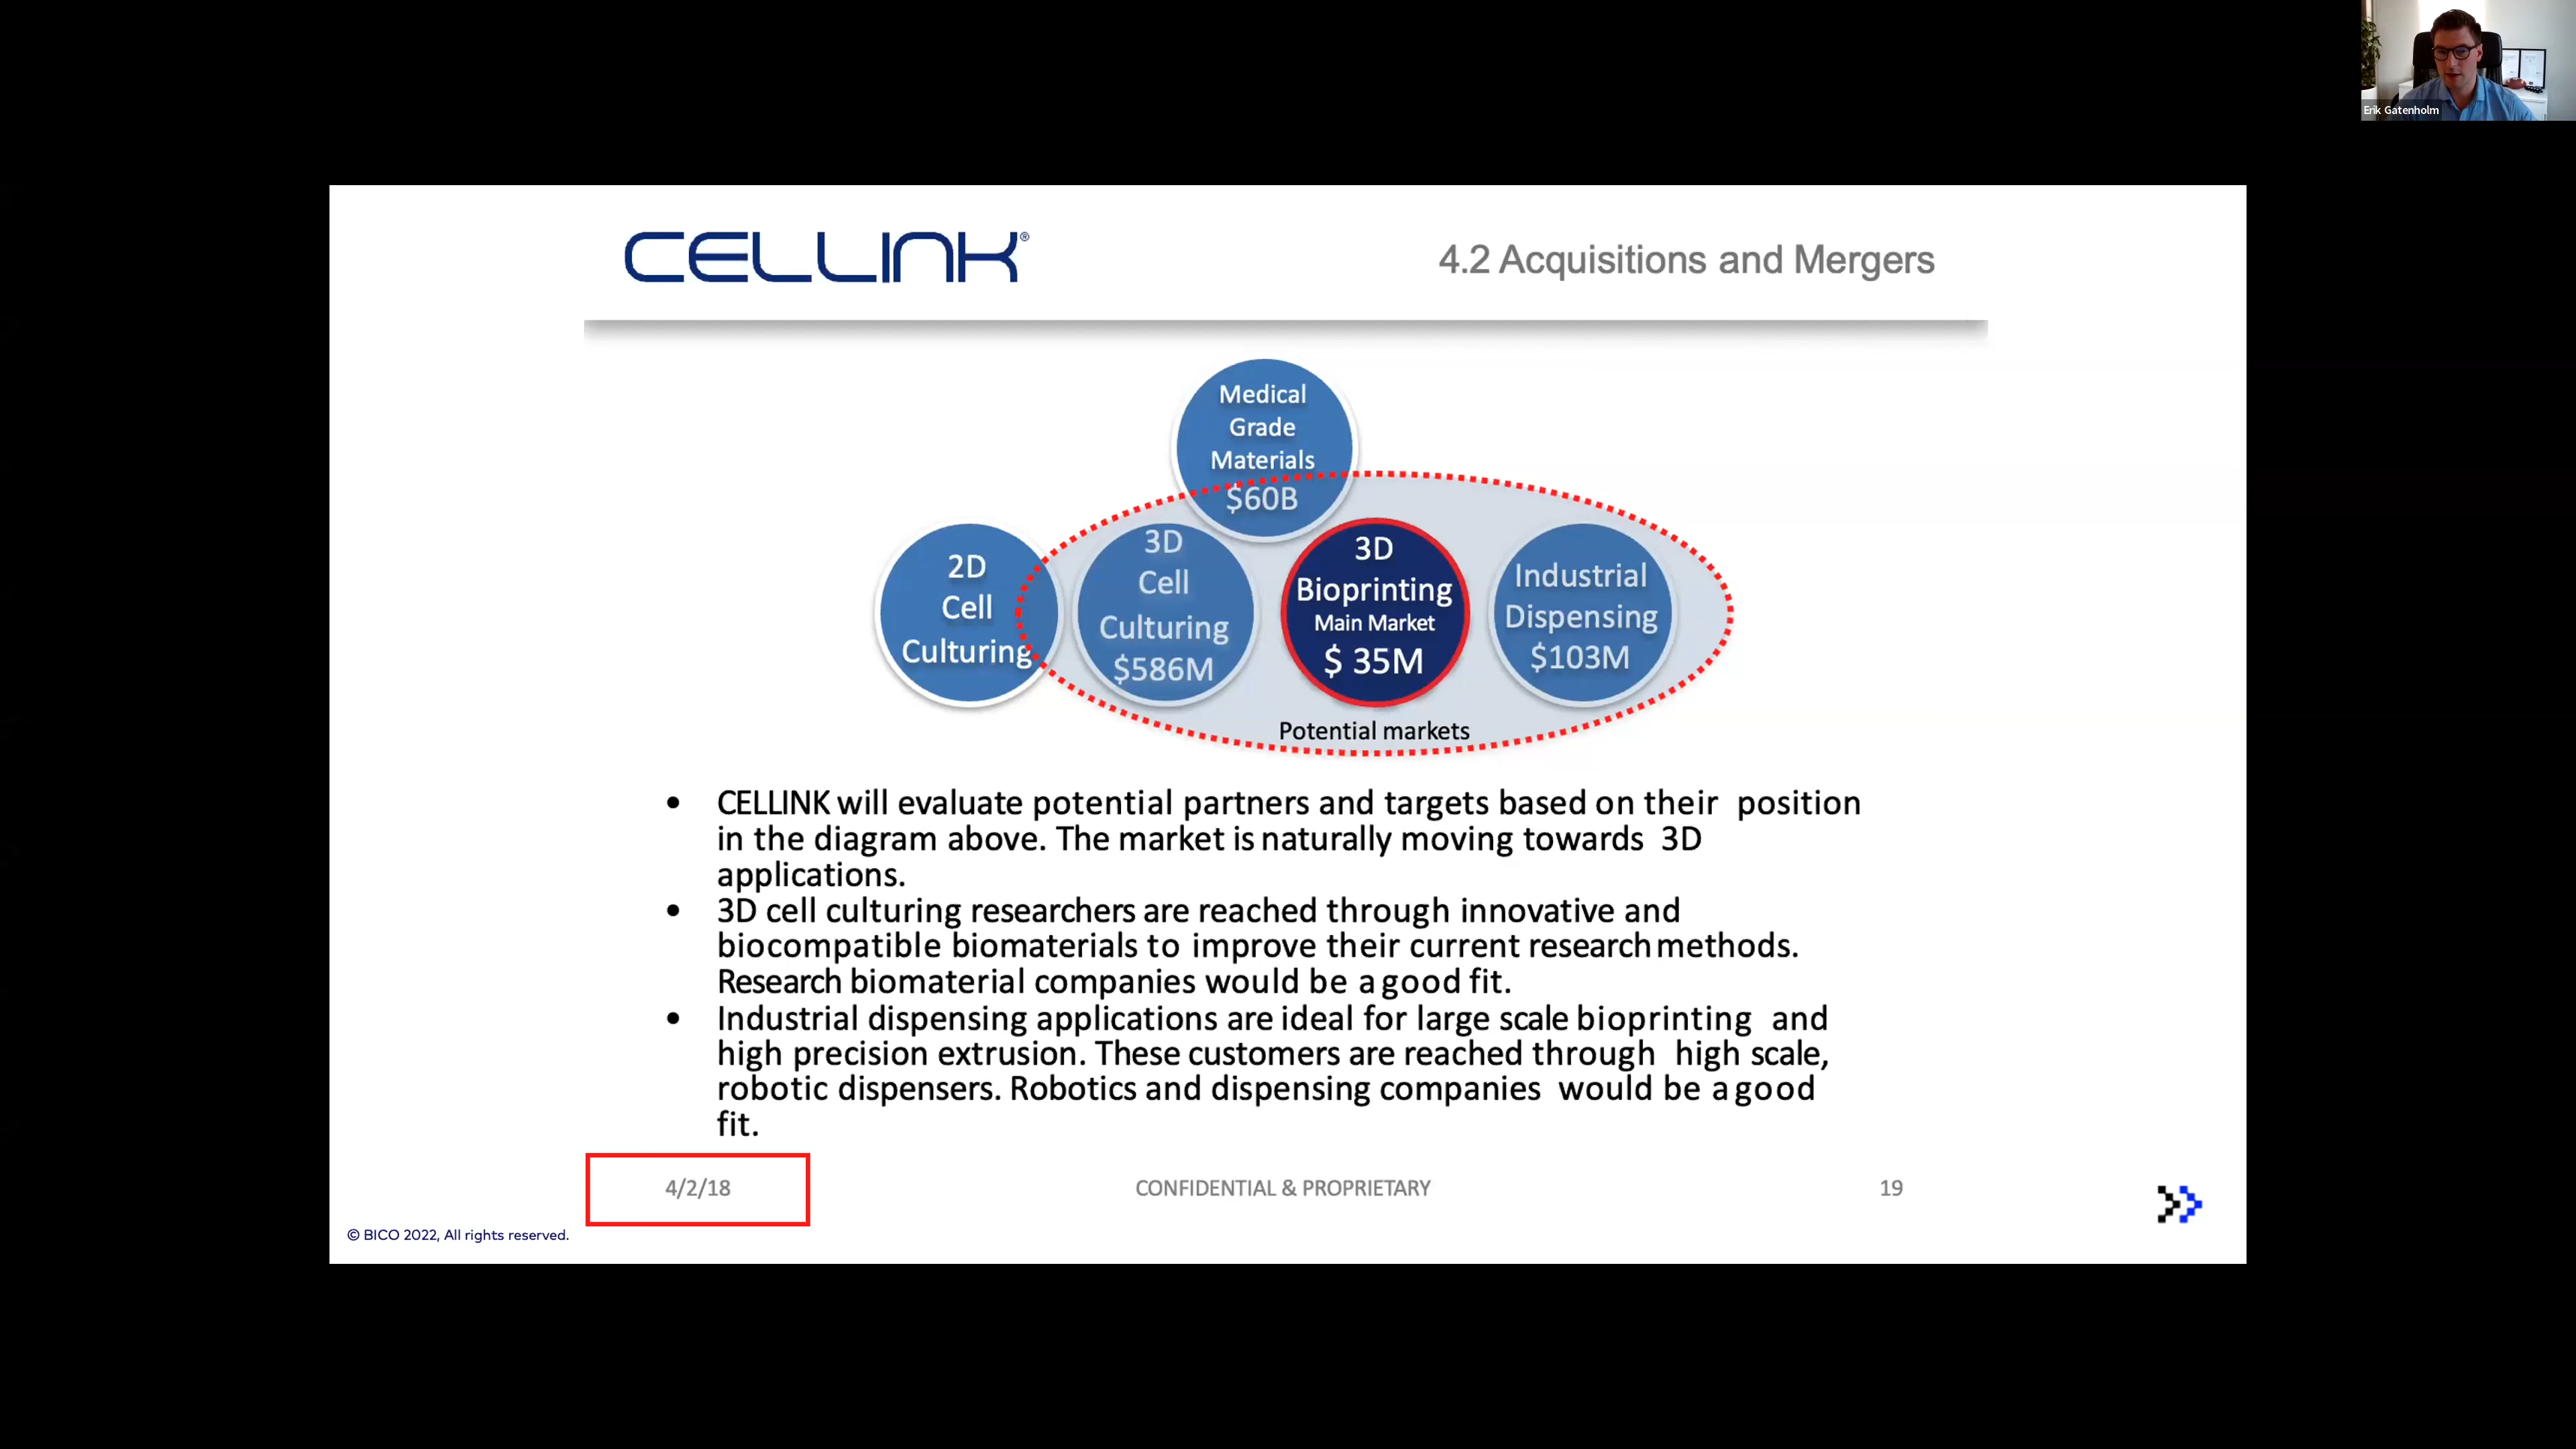 Erik Gatenholm
CELLINK®
4.2 Acquisitions and Mergers
Medical
Grade
Materials
$60B
2D
Cell
Culturing
3D
Cell
Culturing
$586M
3D
Bioprinting
Main Market
$ 35M
Industrial
Dispensing
$103M
Potential markets
• CELLINK will evaluate potential partners and targets based on their position
in the diagram above. The market is naturally moving towards 3D
applications.
• 3D cell culturing researchers are reached through innovative and
biocompatible biomaterials to improve their current research methods.
Research biomaterial companies would be a good fit.
• Industrial dispensing applications are ideal for large scale bioprinting and
high precision extrusion. These customers are reached through high scale,
robotic dispensers. Robotics and dispensing companies would be a good
fit.
4/2/18
CONFIDENTIAL & PROPRIETARY
19
© BICO 2022, All rights reserved.